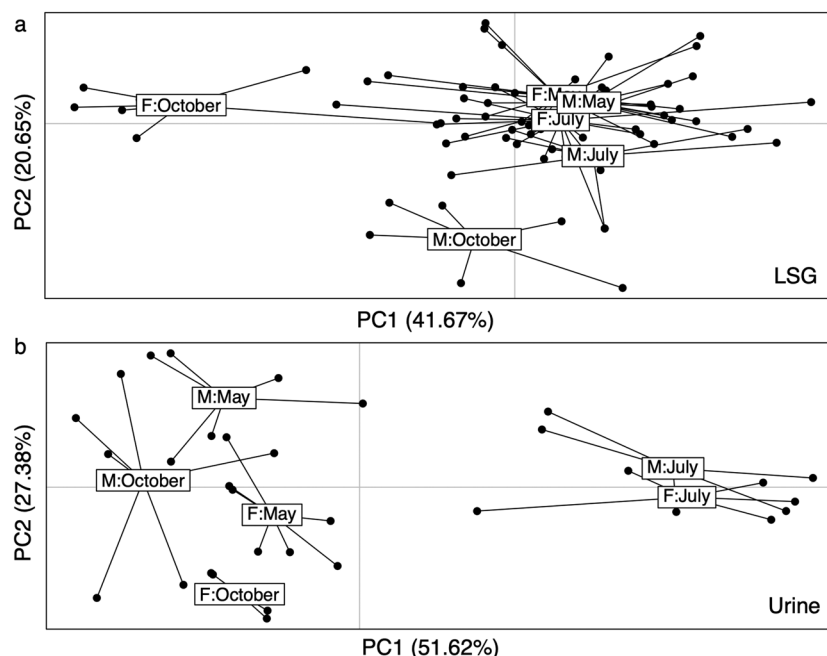 a
F:October
F:May
M:May
F:July
M:July
M:October
LSG
PC2 (20.65%)
PC1 (41.67%)
b
M:May
M:October
M:July
F:July
F:May
F:October
Urine
PC2 (27.38%)
PC1 (51.62%)